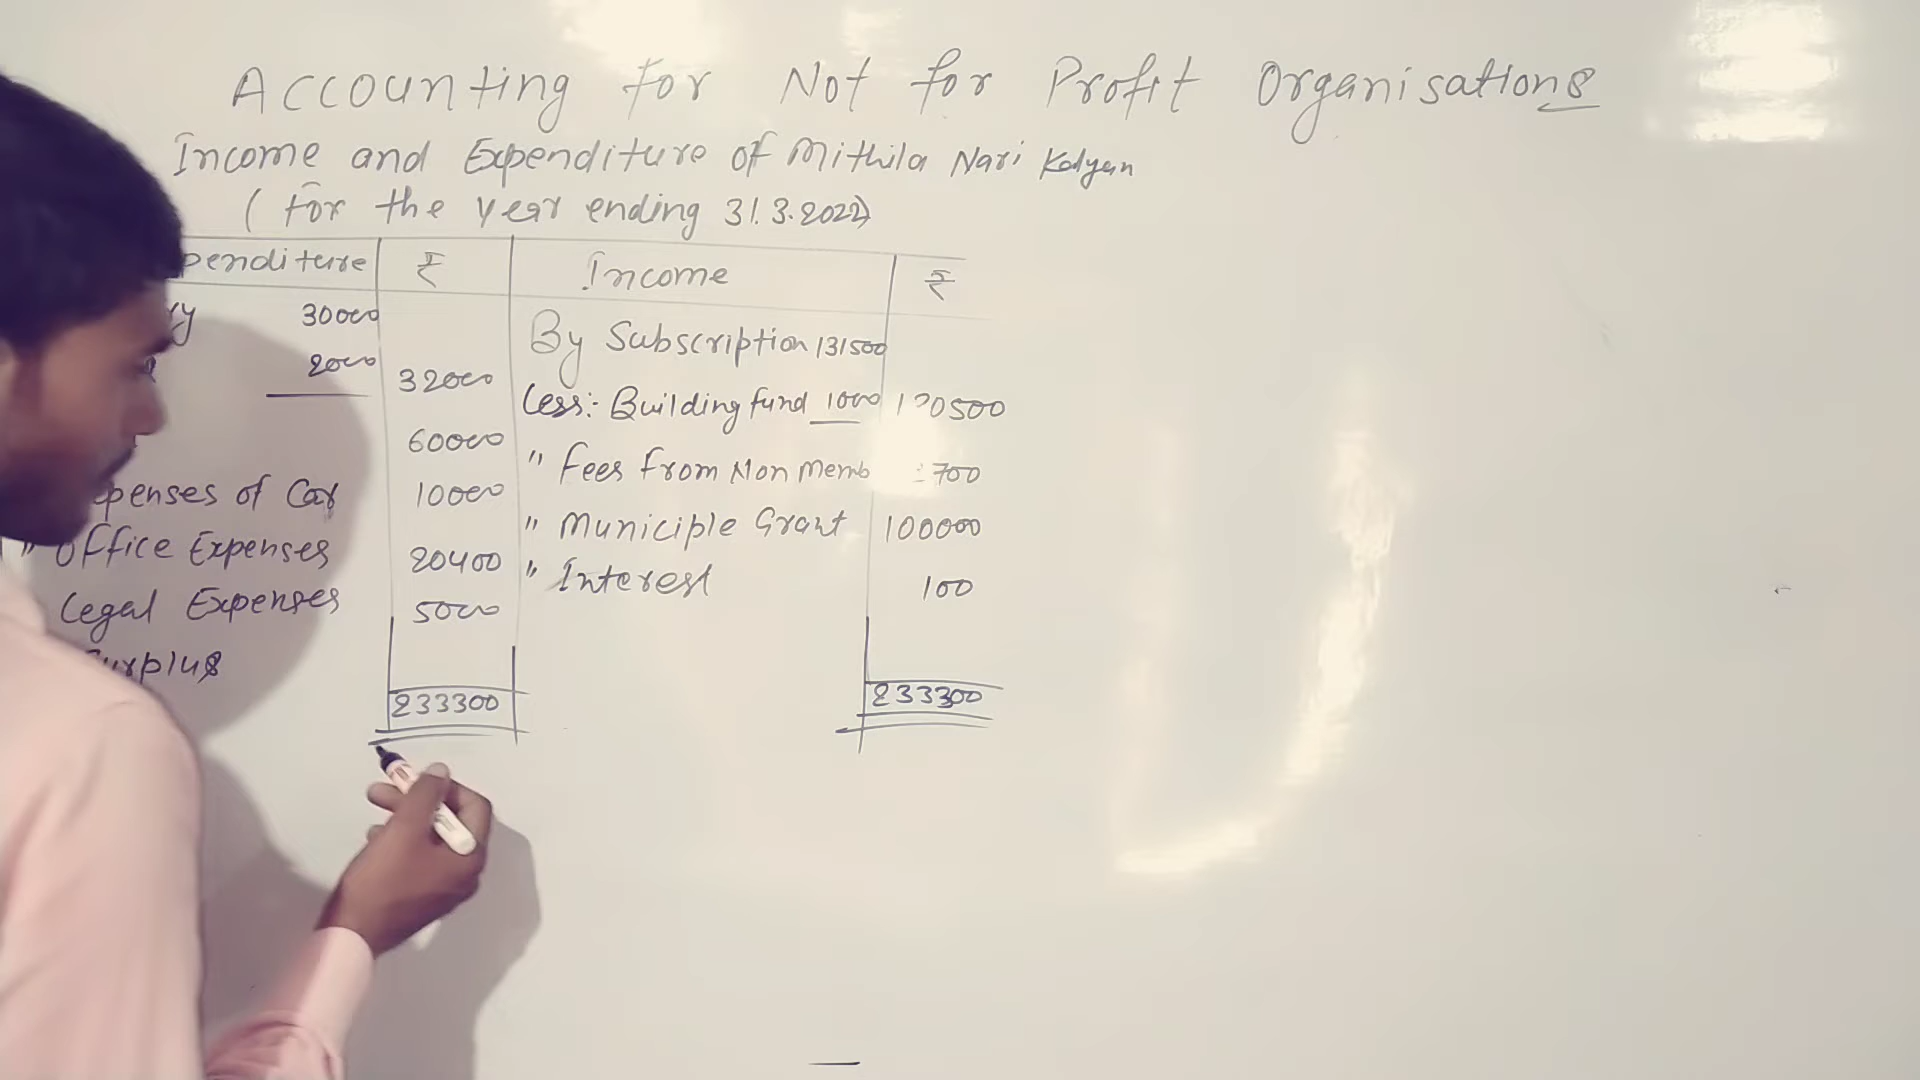 Accounting for Not for Profit Organisations
Income and Expenditure of Mithila Nari Kalyan
( For the year ending 31.3.2022)
penditure ₹ Income ₹
ry 30000 By Subscription 131500
2000 32000 Less:- Building fund 1000
60000 " Fees From Non Memb 700
penses of Car 10000 " Municiple Grant 100000
" Office Expenses 20400 " Interest 100
Legal Expenses 5000
Surplus
233300 233300